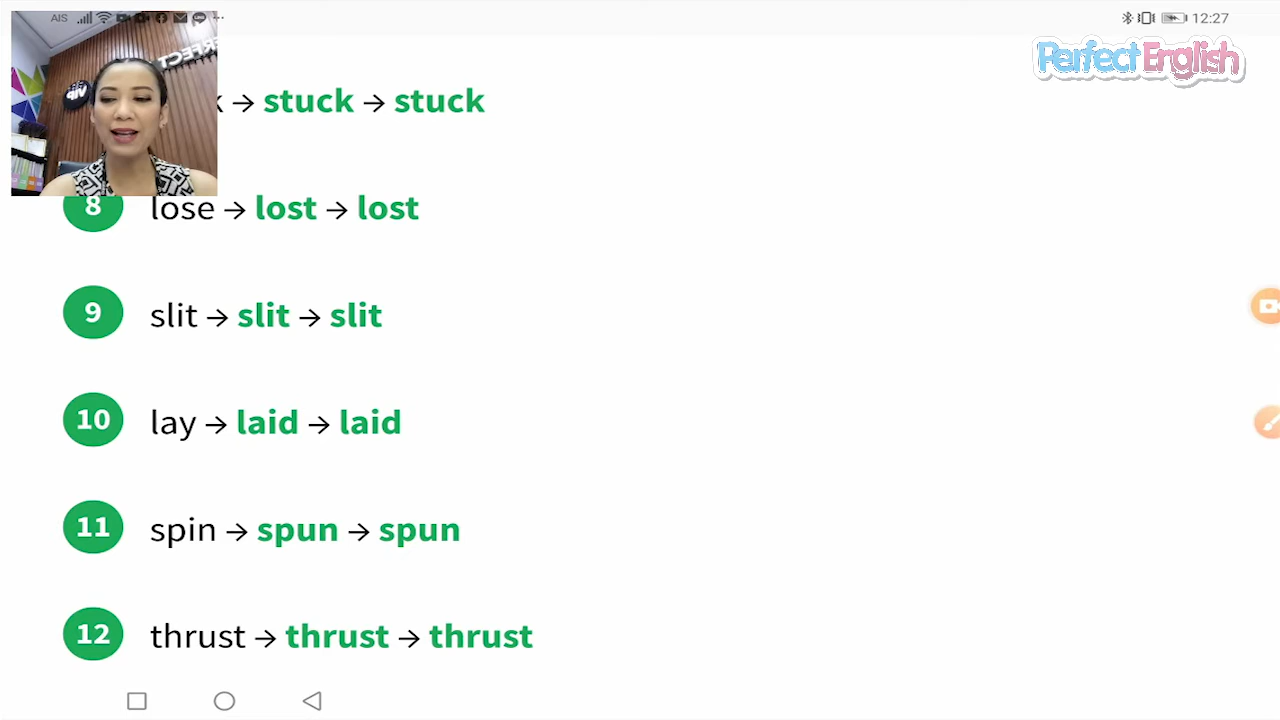 AIS 12:27
Perfect English
→ stuck → stuck
8 lose → lost → lost
9 slit → slit → slit
10 lay → laid → laid
11 spin → spun → spun
12 thrust → thrust → thrust